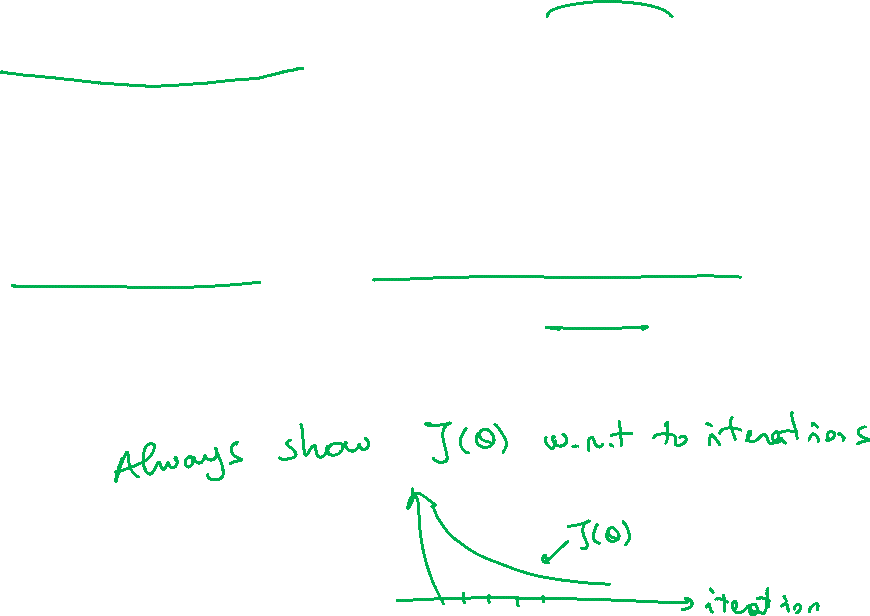 Always show J(θ) w.r.t to iterations
J(θ)
iteration